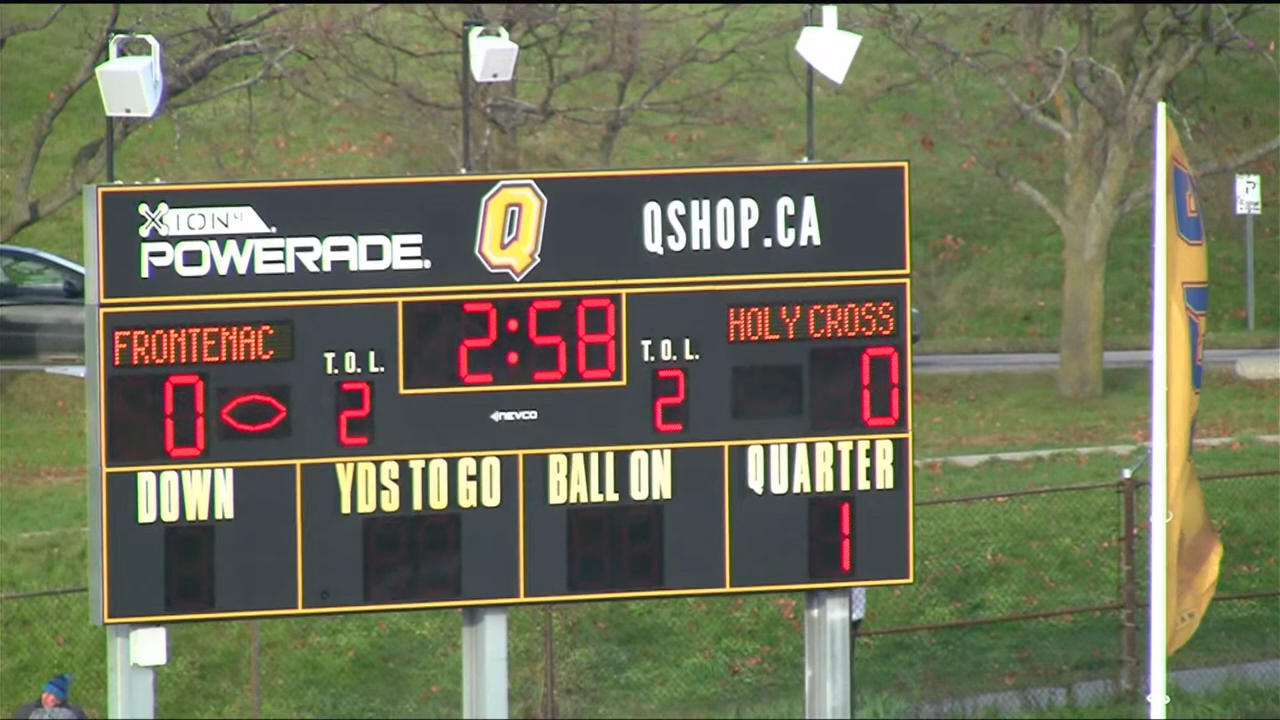 ION4
POWERADE.
Q
QSHOP.CA
FRONTENAC
2:58
HOLY CROSS
T. O. L.
T. O. L.
0
2
2
0
NEVCO
DOWN
YDS TO GO
BALL ON
QUARTER
1
P